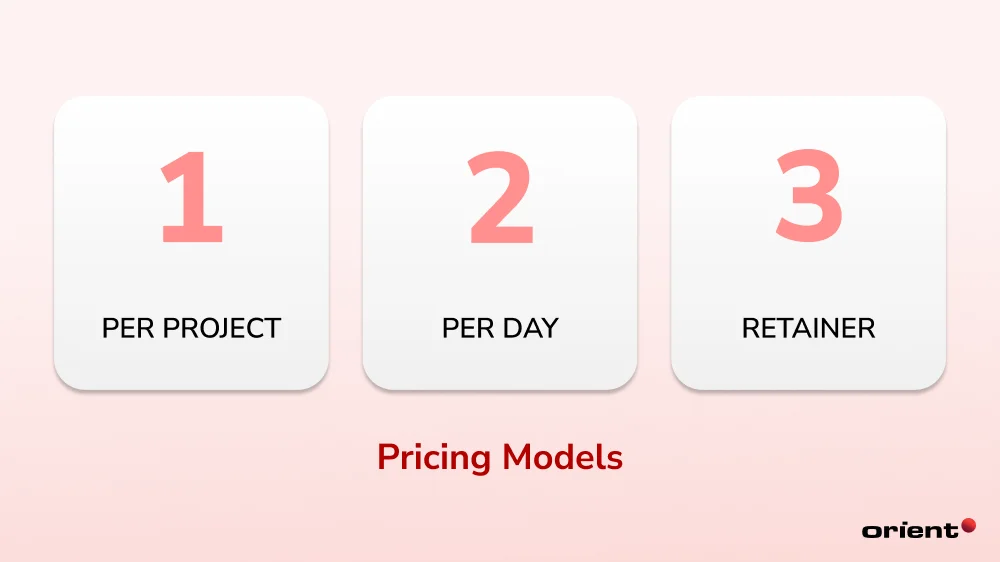 1
2
3
PER PROJECT
PER DAY
RETAINER
Pricing Models
orient